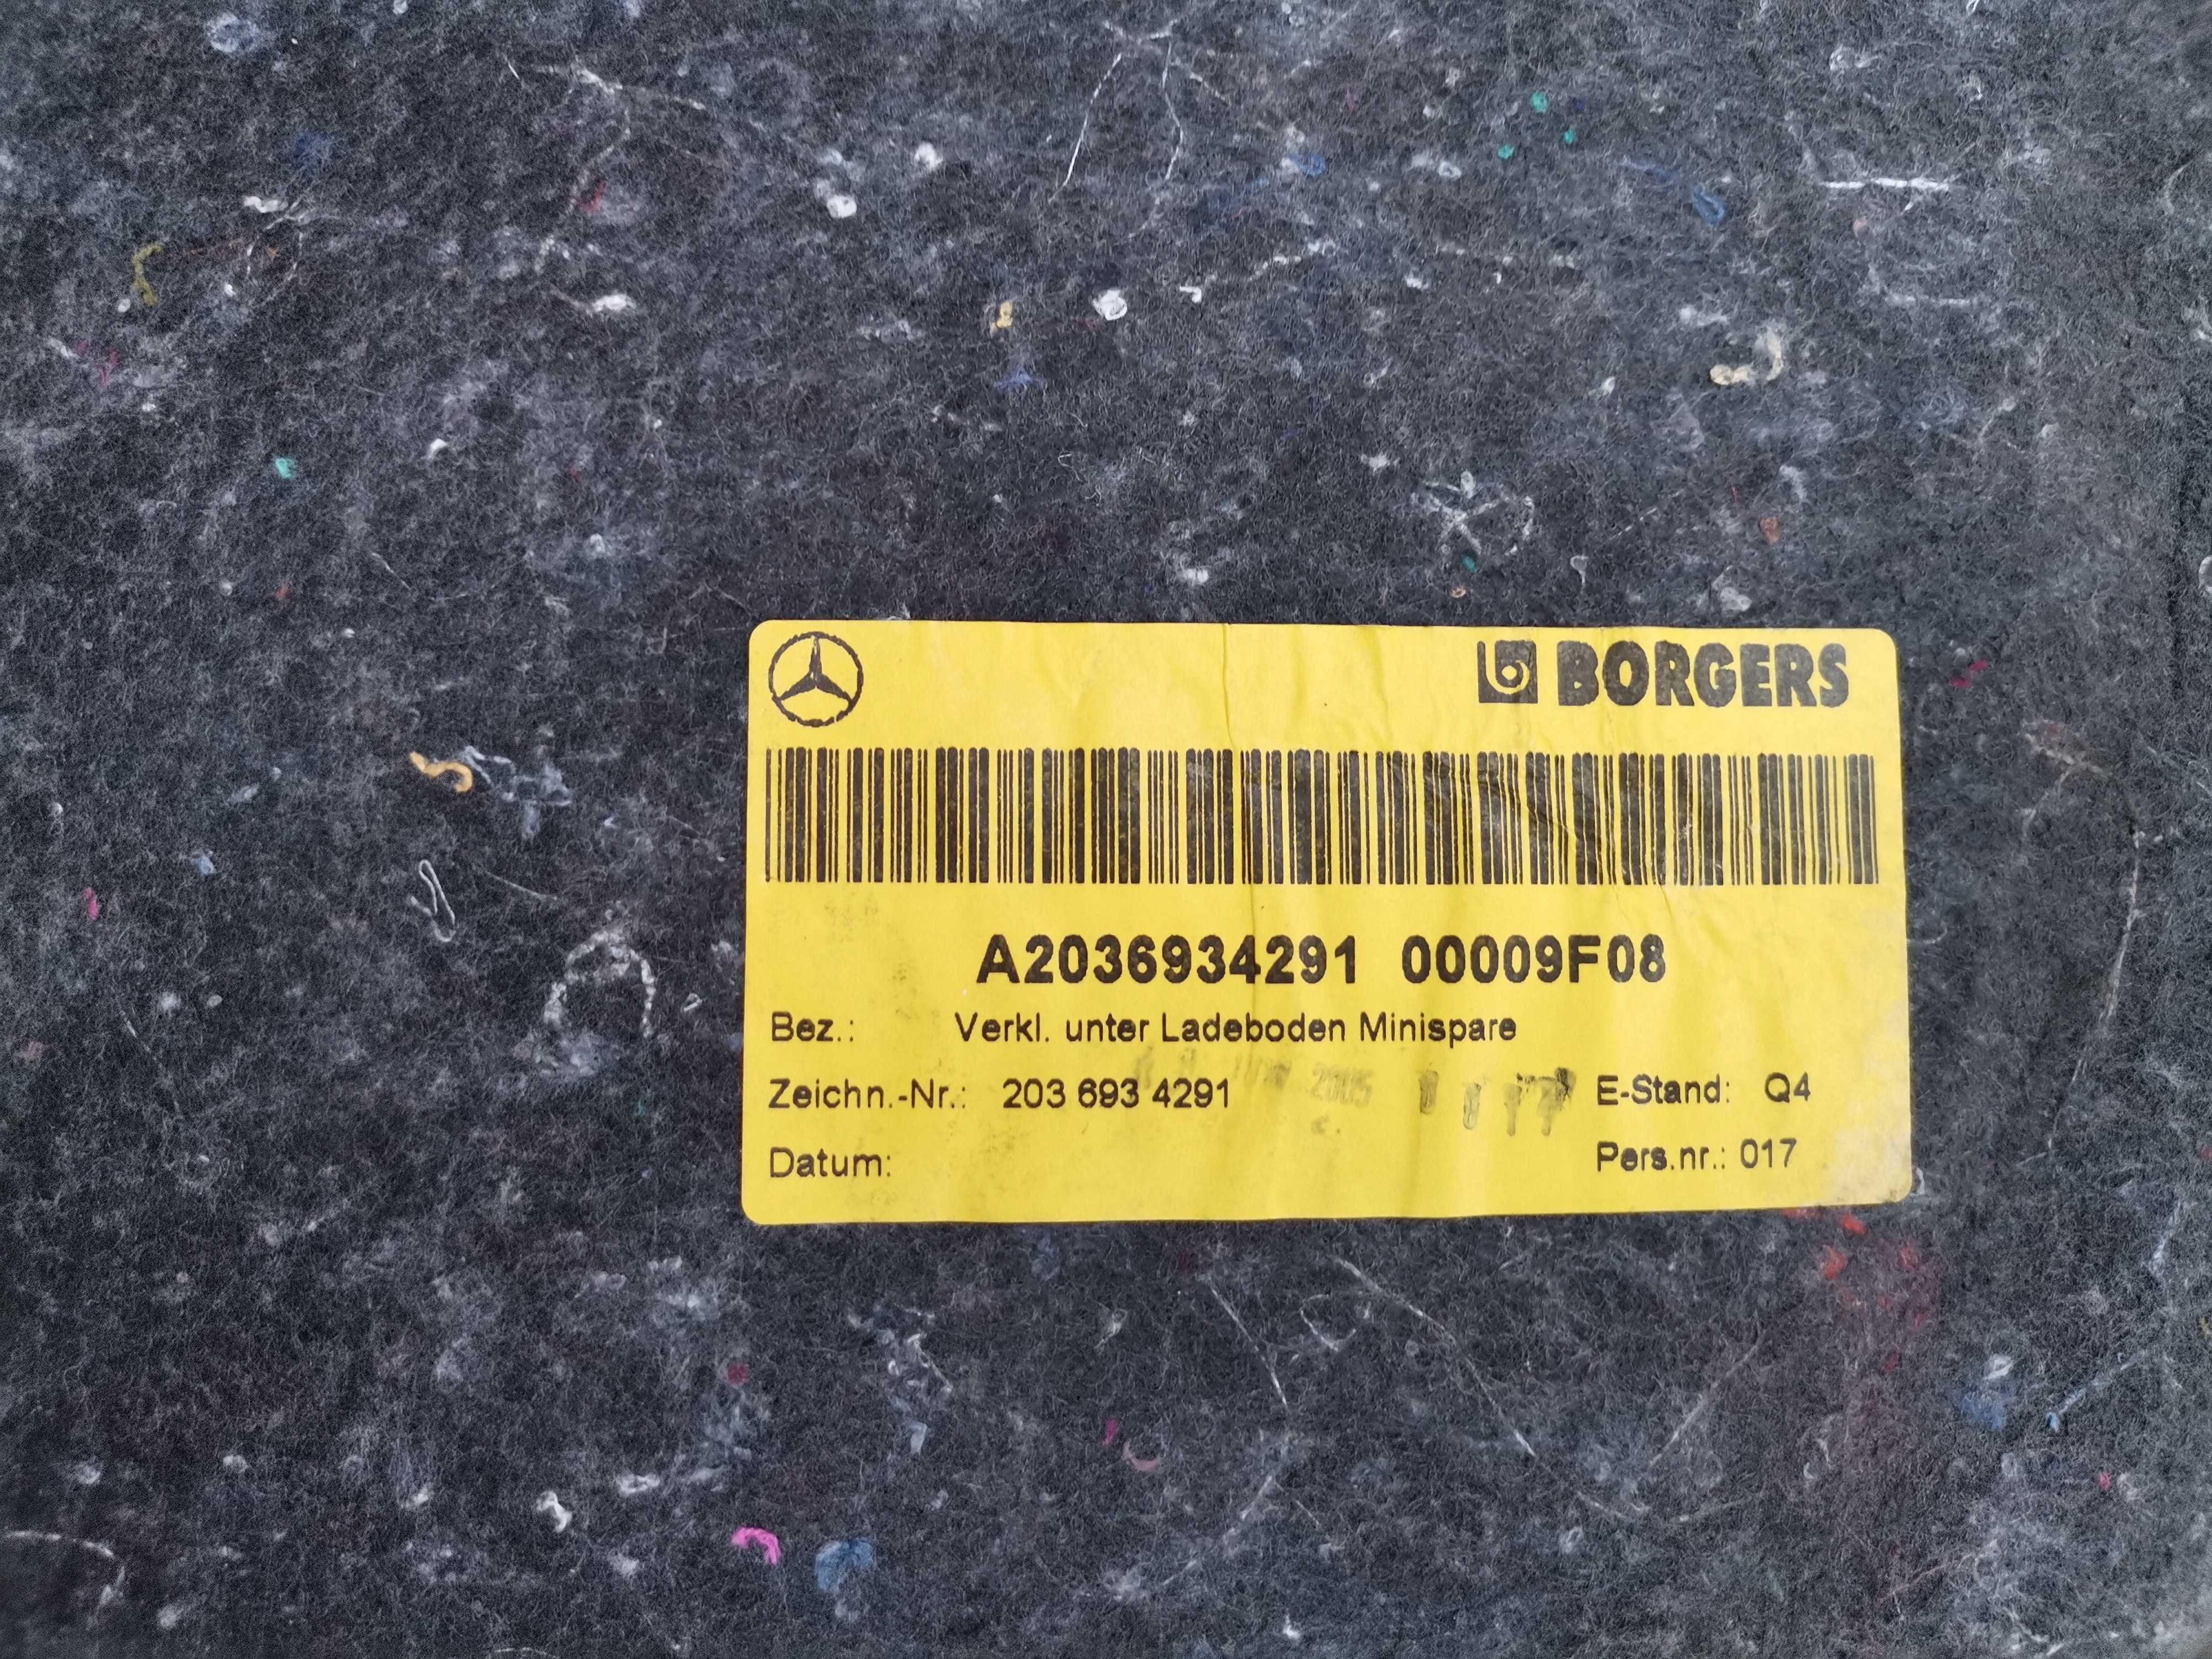 BORGERS
A2036934291 00009F08
Bez.: Verkl. unter Ladeboden Minispare
Zeichn.-Nr.: 203 693 4291 2005 E-Stand: Q4
Datum: Pers.nr.: 017